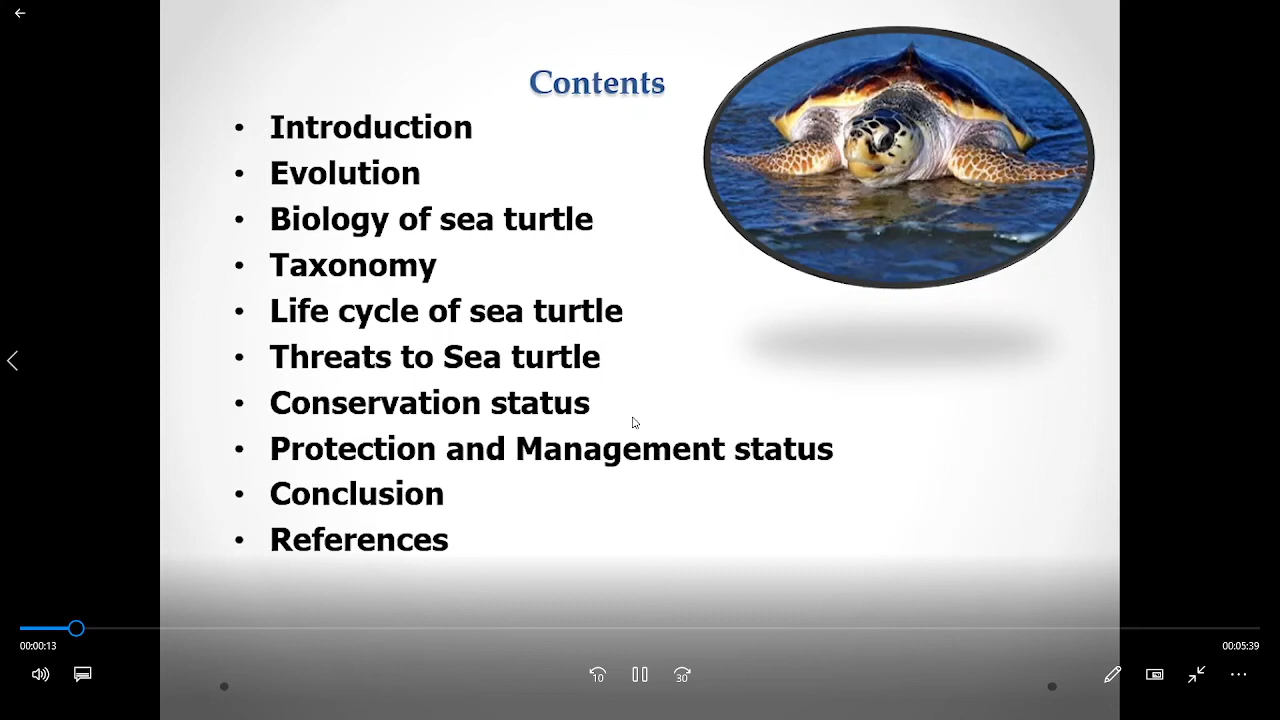 Contents
• Introduction
• Evolution
• Biology of sea turtle
• Taxonomy
• Life cycle of sea turtle
• Threats to Sea turtle
• Conservation status
• Protection and Management status
• Conclusion
• References
00:00:13
00:05:39
10
30